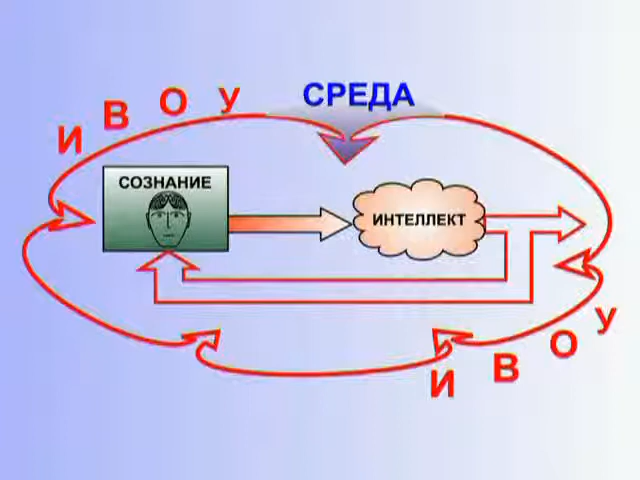 СРЕДА
И В О У
СОЗНАНИЕ
ИНТЕЛЛЕКТ
И В О У